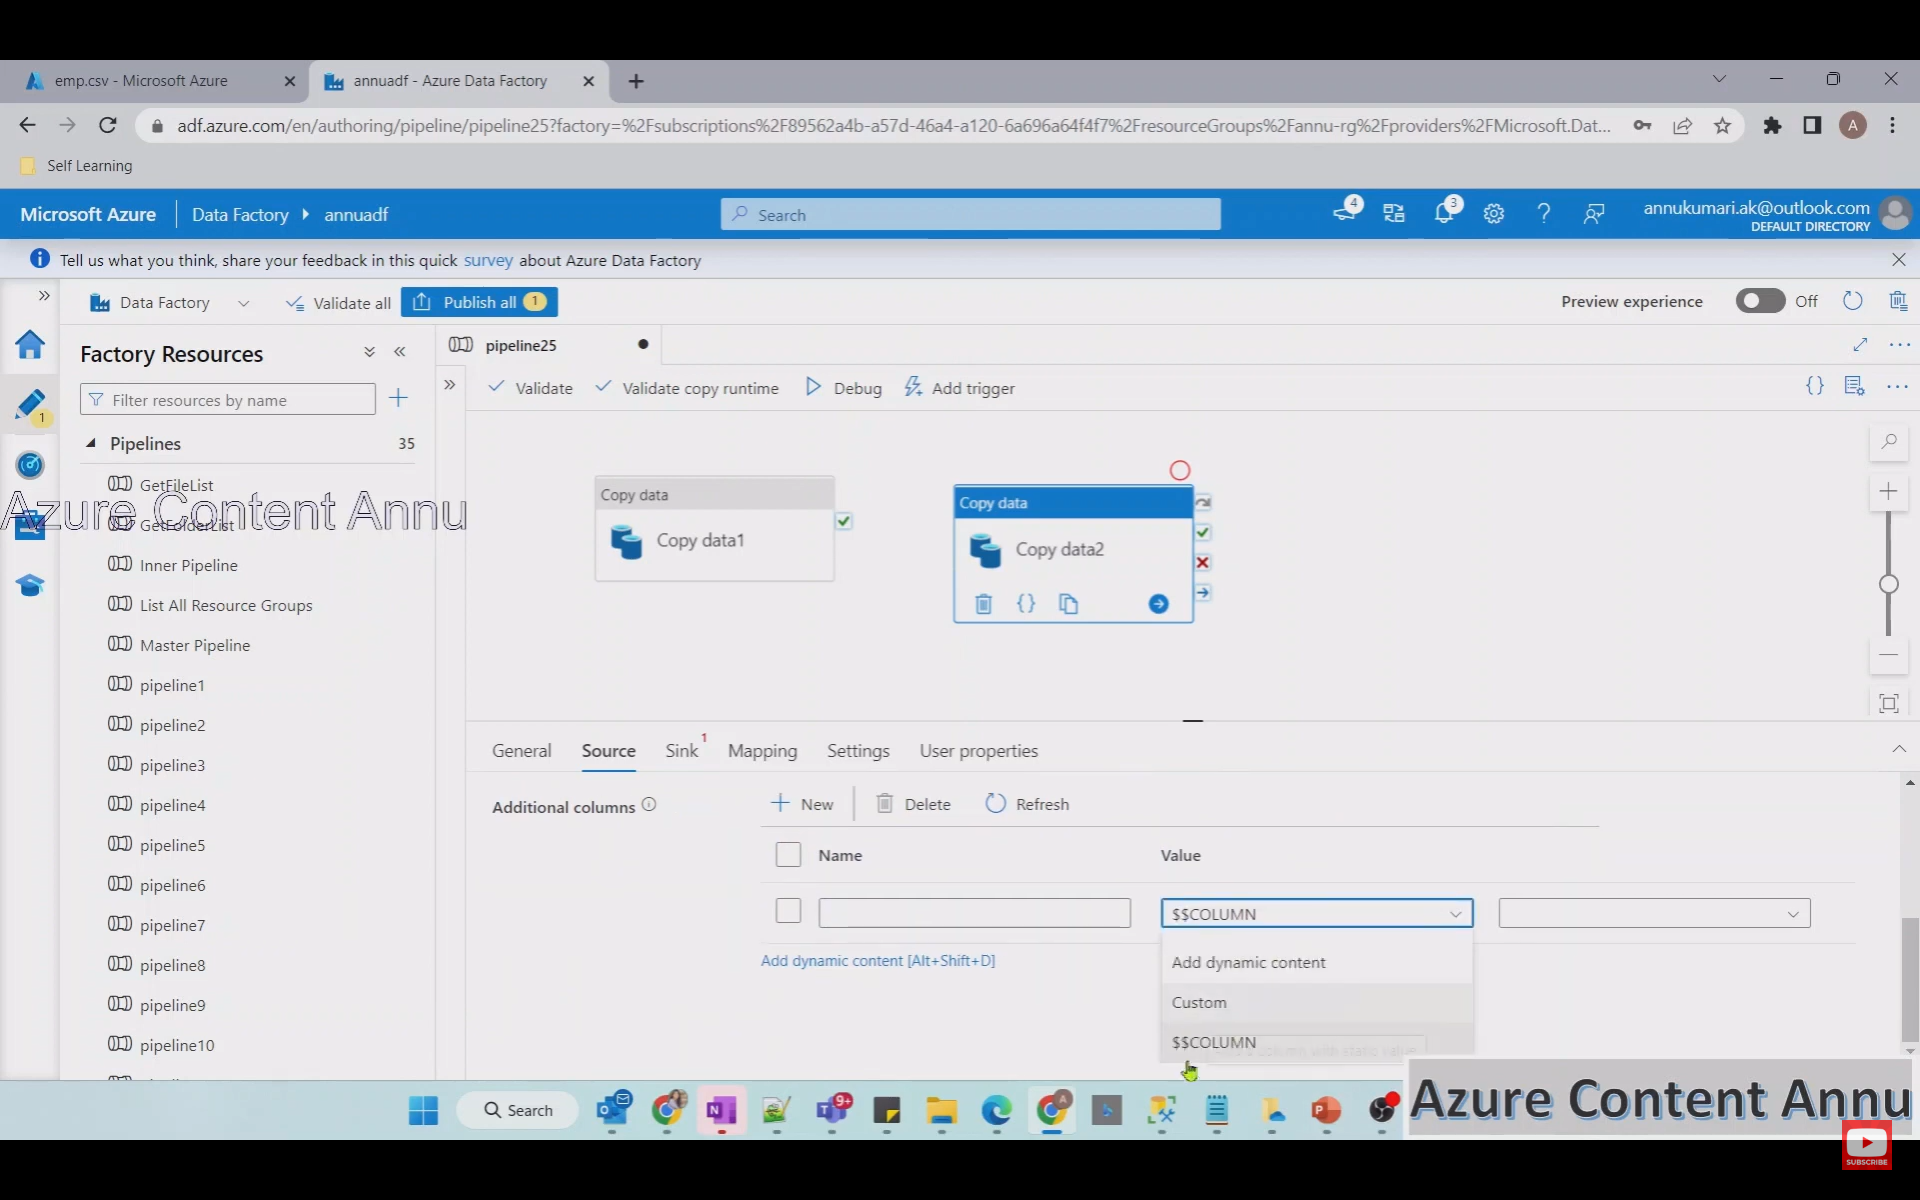 emp.csv - Microsoft Azure
annuadf - Azure Data Factory
adf.azure.com/en/authoring/pipeline/pipeline25?factory=%2Fsubscriptions%2F89562a4b-a57d-46a4-a120-6a696a64f4f7%2FresourceGroups%2Fannu-rg%2Fproviders%2FMicrosoft.Dat...
A
Self Learning
Microsoft Azure
Data Factory
annuadf
Search
4
3
annukumari.ak@outlook.com
DEFAULT DIRECTORY
Tell us what you think, share your feedback in this quick survey about Azure Data Factory
Data Factory
Validate all
Publish all 1
Preview experience
Off
Factory Resources
pipeline25
Validate
Validate copy runtime
Debug
Add trigger
Filter resources by name
1
Pipelines 35
GetFileList
Azure Content Annu
GetFolderList
Inner Pipeline
List All Resource Groups
Master Pipeline
pipeline1
pipeline2
pipeline3
pipeline4
pipeline5
pipeline6
pipeline7
pipeline8
pipeline9
pipeline10
Copy data
Copy data1
Copy data
Copy data2
General
Source
Sink 1
Mapping
Settings
User properties
Additional columns
New
Delete
Refresh
Name
Value
$$COLUMN
Add dynamic content [Alt+Shift+D]
Add dynamic content
Custom
$$COLUMN
Search
9+
A
Azure Content Annu
SUBSCRIBE